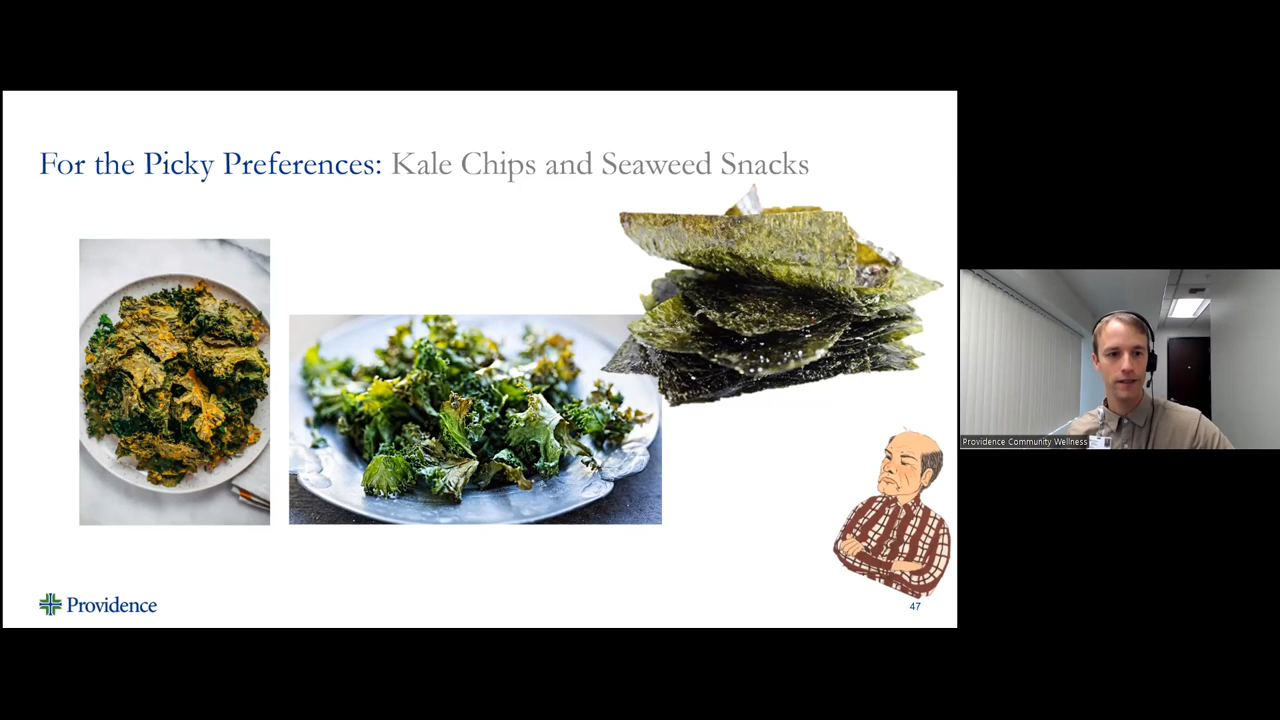 For the Picky Preferences: Kale Chips and Seaweed Snacks
Providence Community Wellness
Providence
47